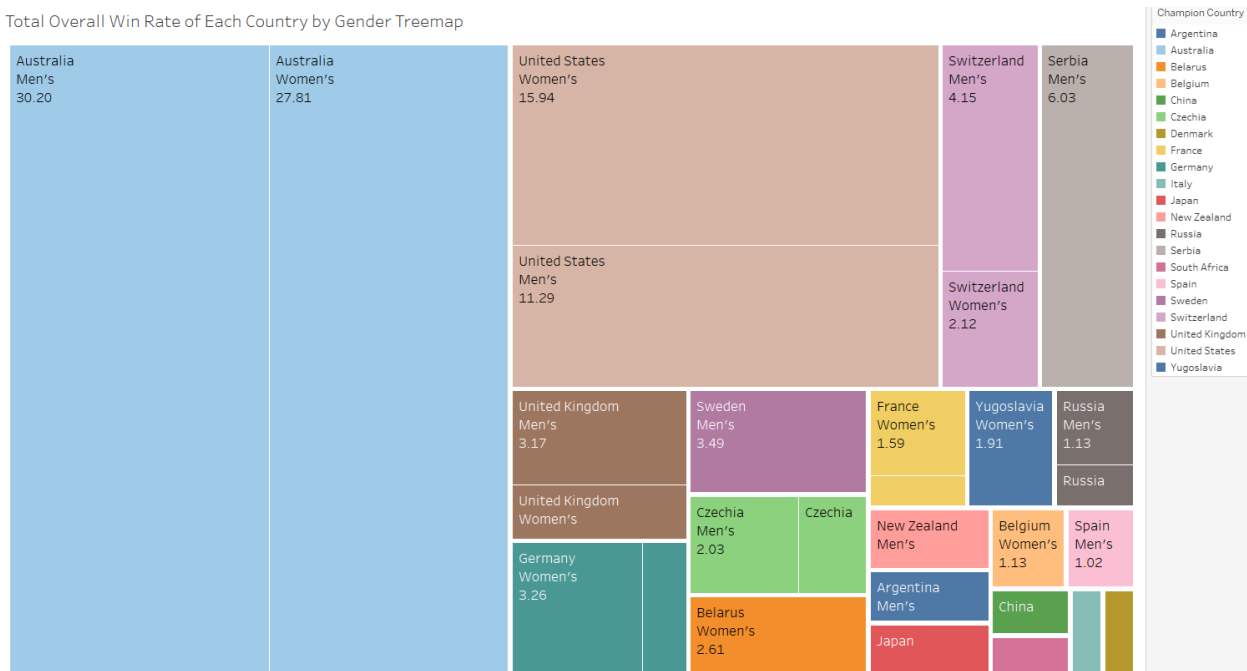 Total Overall Win Rate of Each Country by Gender Treemap
Australia
Men's
30.20
Australia
Women's
27.81
United States
Women's
15.94
United States
Men's
11.29
Switzerland
Men's
4.15
Switzerland
Women's
2.12
Serbia
Men's
6.03
United Kingdom
Men's
3.17
United Kingdom
Women's
Germany
Women's
3.26
Sweden
Men's
3.49
Czechia
Men's
2.03
Czechia
Belarus
Women's
2.61
France
Women's
1.59
Yugoslavia
Women's
1.91
Russia
Men's
1.13
Russia
New Zealand
Men's
Argentina
Men's
Japan
Belgium
Women's
1.13
Spain
Men's
1.02
China
Champion Country
Argentina
Australia
Belarus
Belgium
China
Czechia
Denmark
France
Germany
Italy
Japan
New Zealand
Russia
Serbia
South Africa
Spain
Sweden
Switzerland
United Kingdom
United States
Yugoslavia